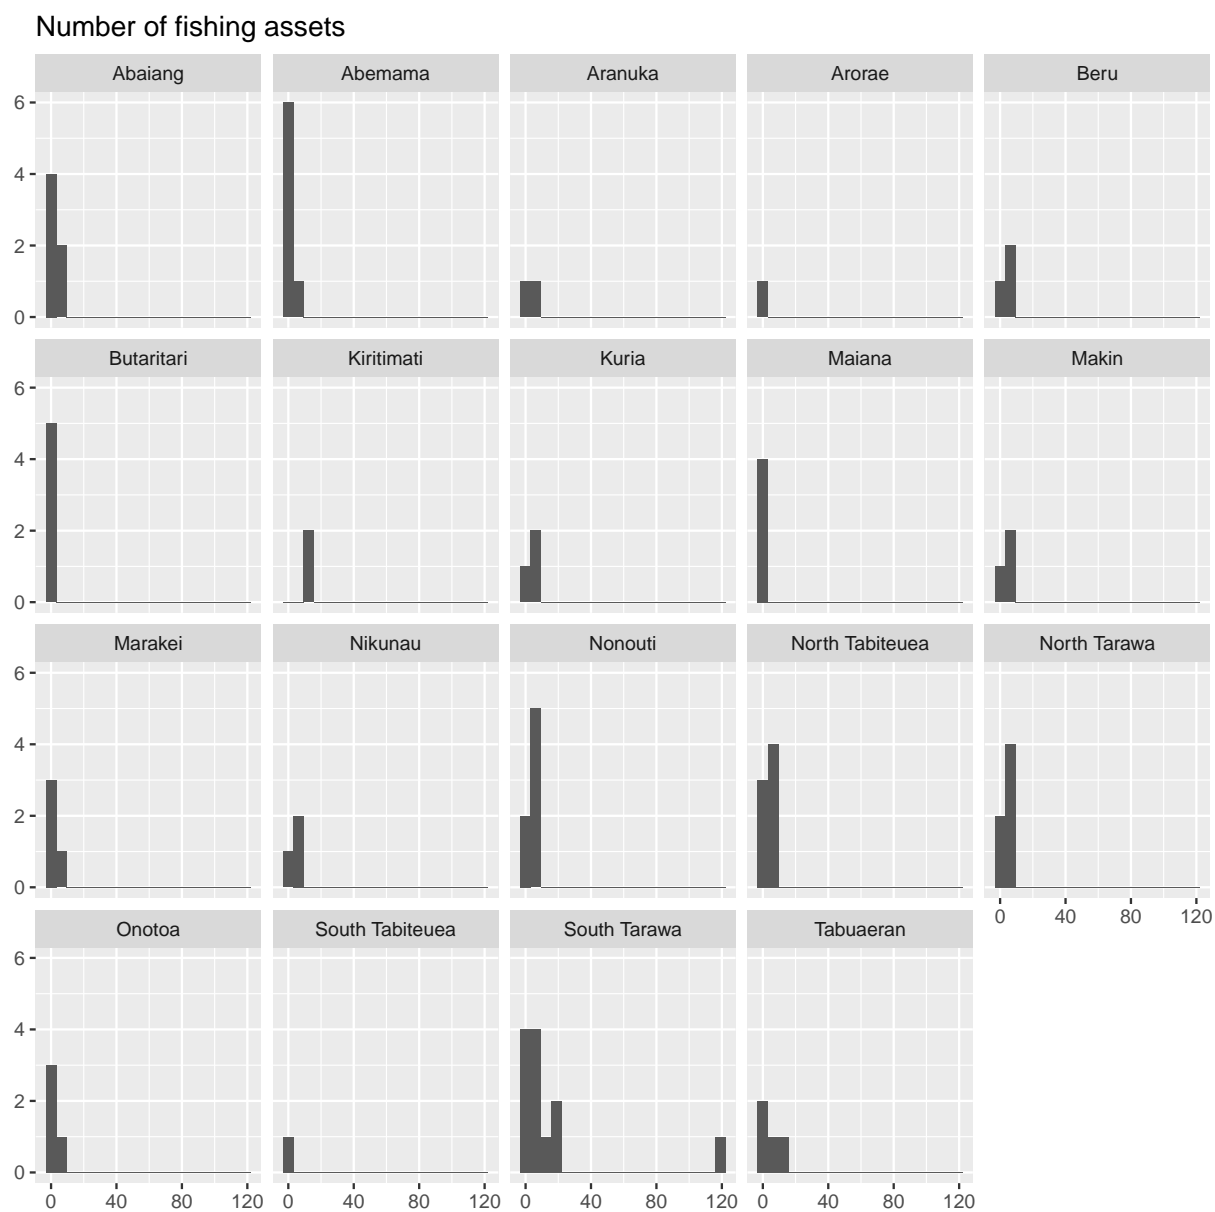 Number of fishing assets
Abaiang Abemama Aranuka Arorae Beru
6
4
2
0
Butaritari Kiritimati Kuria Maiana Makin
6
4
2
0
Marakei Nikunau Nonouti North Tabiteuea North Tarawa
6
4
2
0
0 40 80 120
Onotoa South Tabiteuea South Tarawa Tabuaeran
6
4
2
0
0 40 80 120 0 40 80 120 0 40 80 120 0 40 80 120